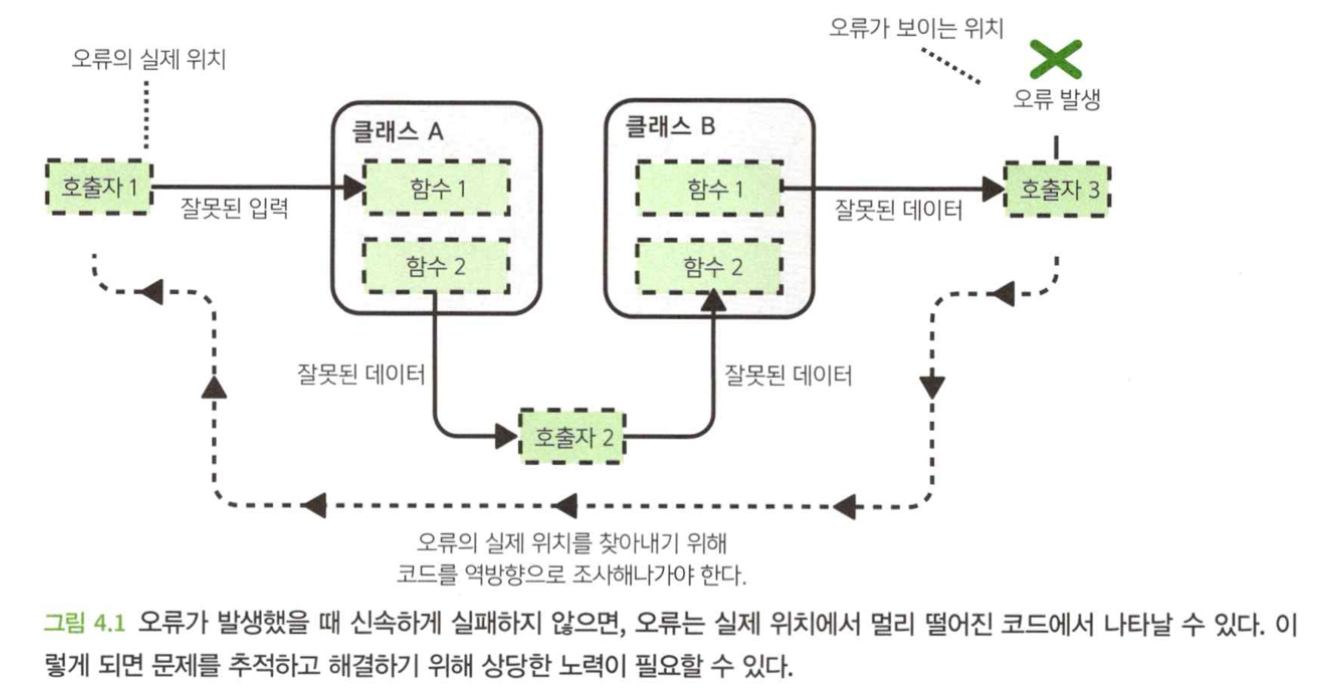 오류가 보이는 위치
오류의 실제 위치
오류 발생
클래스 A
클래스 B
호출자 1
잘못된 입력
함수 1
함수 1
잘못된 데이터
호출자 3
함수 2
함수 2
잘못된 데이터
잘못된 데이터
호출자 2
오류의 실제 위치를 찾아내기 위해
코드를 역방향으로 조사해나가야 한다.
그림 4.1 오류가 발생했을 때 신속하게 실패하지 않으면, 오류는 실제 위치에서 멀리 떨어진 코드에서 나타날 수 있다. 이
렇게 되면 문제를 추적하고 해결하기 위해 상당한 노력이 필요할 수 있다.